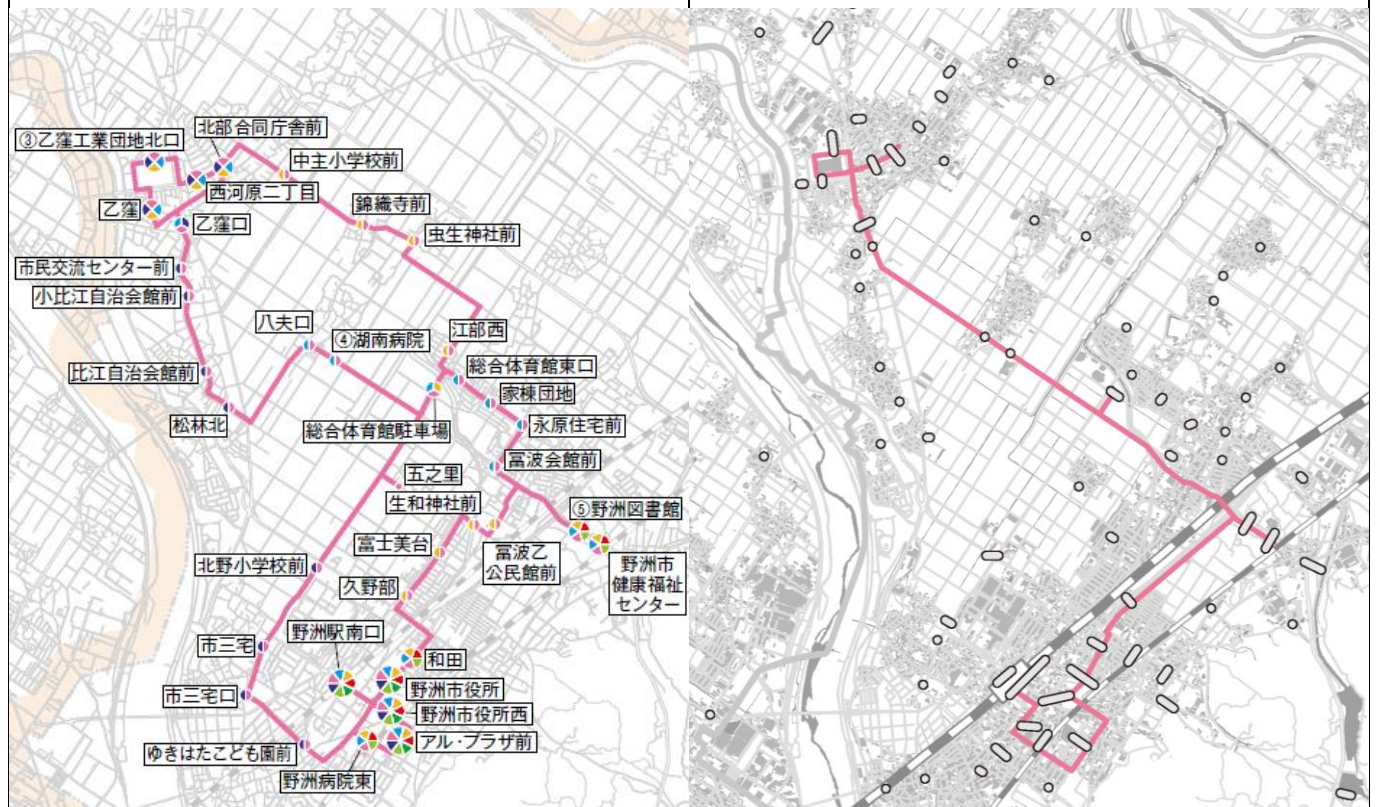 北部合同庁舎前
③乙窪工業団地北口
中主小学校前
西河原二丁目
錦織寺前
乙窪
乙窪口
虫生神社前
市民交流センター前
小比江自治会館前
八夫口
④湖南病院
江部西
総合体育館東口
比江自治会館前
家棟団地
松林北
総合体育館駐車場
永原住宅前
冨波会館前
五之里
生和神社前
⑤野洲図書館
富士美台
冨波乙
公民館前
北野小学校前
野洲市
健康福祉
センター
久野部
野洲駅南口
市三宅
和田
野洲市役所
市三宅口
野洲市役所西
アル・プラザ前
ゆきはたこども園前
野洲病院東